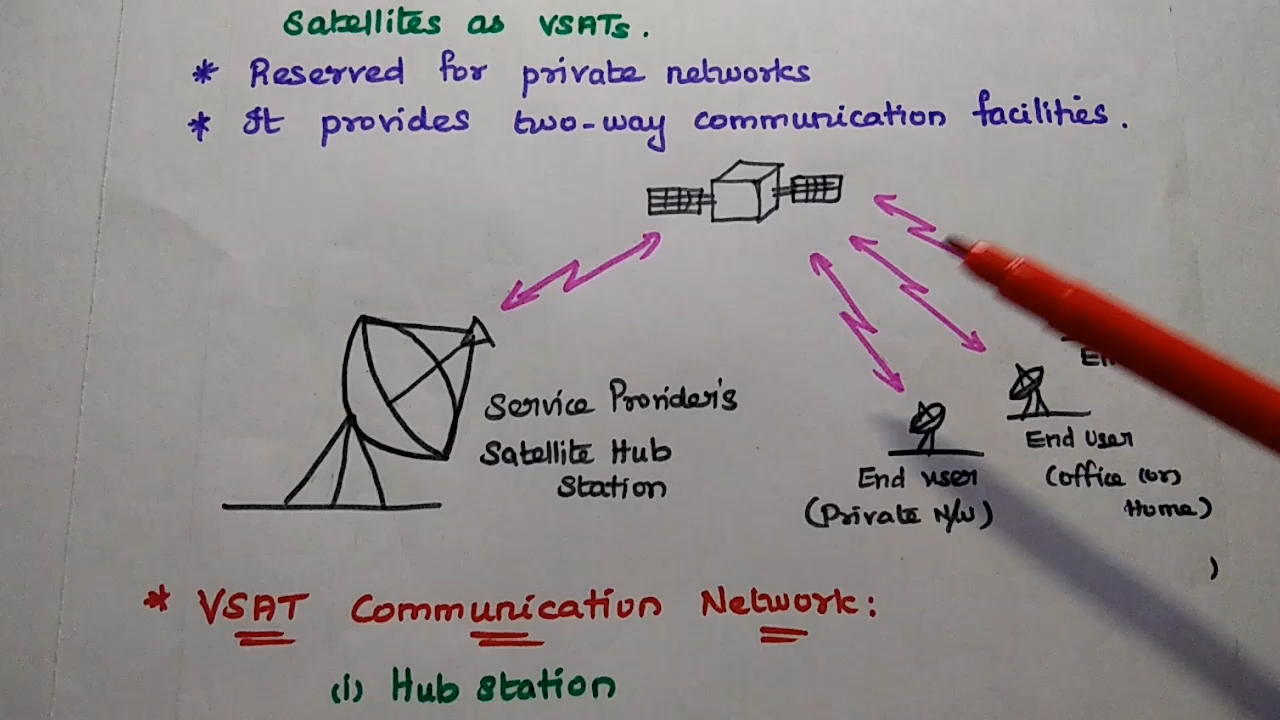 Satellites as VSATs.
* Reserved for private networks
* It provides two-way communication facilities.
Service Provider's
Satellite Hub
Station
End user
(Private N/W)
End User
(office (or)
Home)
)
* VSAT Communication Network:
(i) Hub station